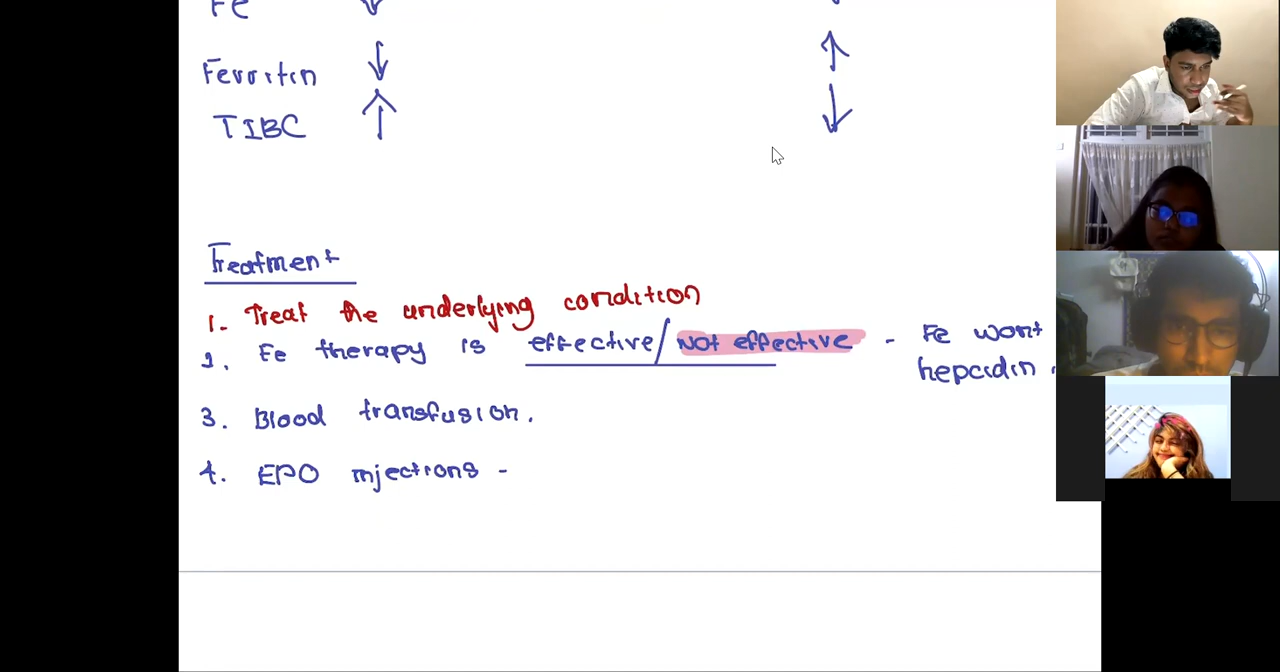 Fe
Ferritin
TIBC
Treatment
1. Treat the underlying condition
2. Fe therapy is effective/Not effective - Fe wont
hepcidin
3. Blood transfusion.
4. EPO injections -